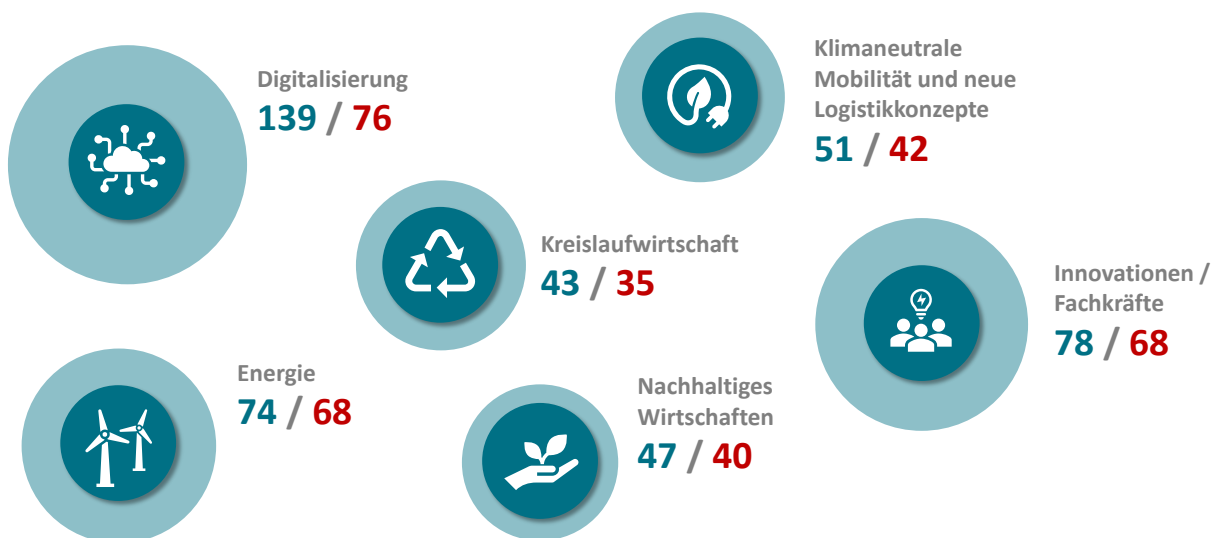 Digitalisierung
139 / 76
Klimaneutrale
Mobilität und neue
Logistikkonzepte
51 / 42
Kreislaufwirtschaft
43 / 35
Innovationen /
Fachkräfte
78 / 68
Energie
74 / 68
Nachhaltiges
Wirtschaften
47 / 40